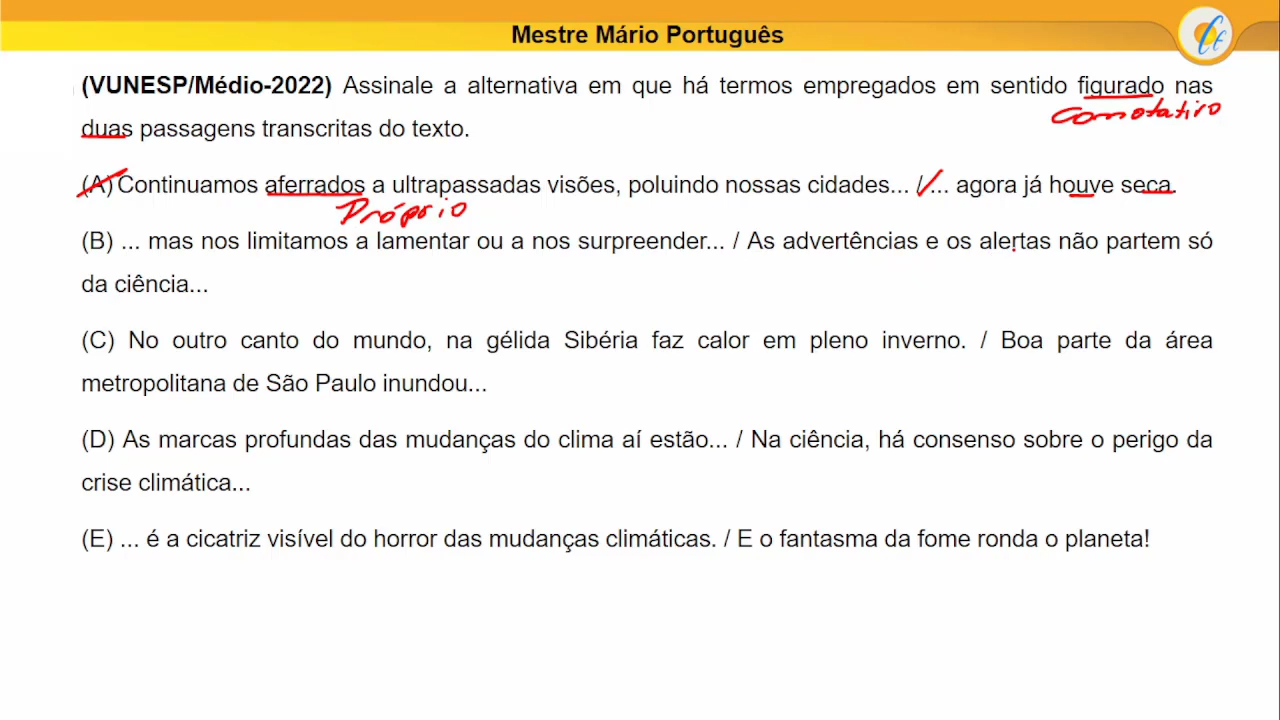 Mestre Mário Português
(VUNESP/Médio-2022) Assinale a alternativa em que há termos empregados em sentido figurado nas
conotativo
duas passagens transcritas do texto.
(A) Continuamos aferrados a ultrapassadas visões, poluindo nossas cidades... / ... agora já houve seca.
Próprio
(B) ... mas nos limitamos a lamentar ou a nos surpreender... / As advertências e os alertas não partem só
da ciência...
(C) No outro canto do mundo, na gélida Sibéria faz calor em pleno inverno. / Boa parte da área
metropolitana de São Paulo inundou...
(D) As marcas profundas das mudanças do clima aí estão... / Na ciência, há consenso sobre o perigo da
crise climática...
(E) ... é a cicatriz visível do horror das mudanças climáticas. / E o fantasma da fome ronda o planeta!